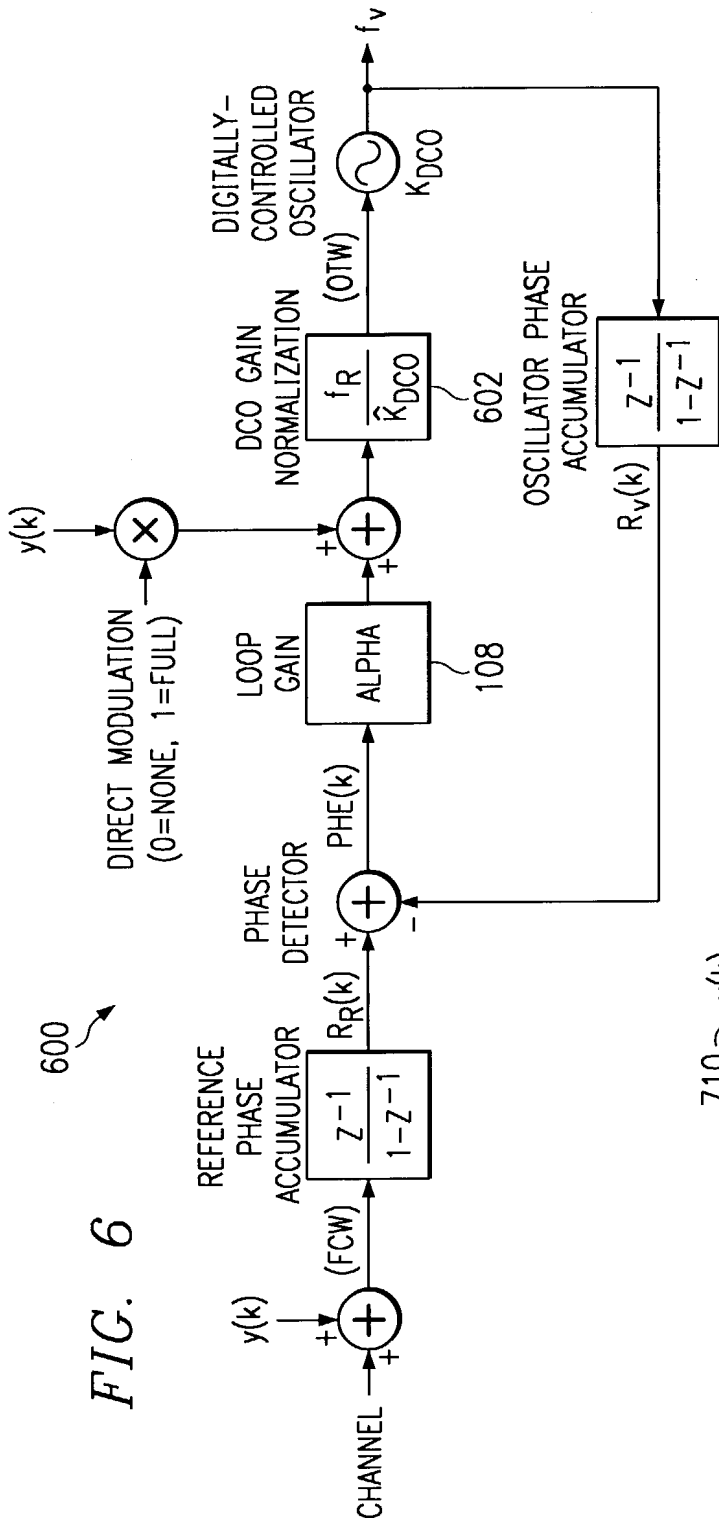 FIG. 6
600
CHANNEL
y(k)
+
+
+
(FCW)
REFERENCE
PHASE
ACCUMULATOR
Z⁻¹
1-Z⁻¹
R_R(k)
PHASE
DETECTOR
+
+
-
PHE(k)
LOOP
GAIN
ALPHA
108
DIRECT MODULATION
(0=NONE, 1=FULL)
y(k)
×
+
+
+
DCO GAIN
NORMALIZATION
f_R
K̂_DCO
602
(OTW)
DIGITALLY-
CONTROLLED
OSCILLATOR
K_DCO
f_v
OSCILLATOR PHASE
ACCUMULATOR
Z⁻¹
1-Z⁻¹
R_v(k)
710